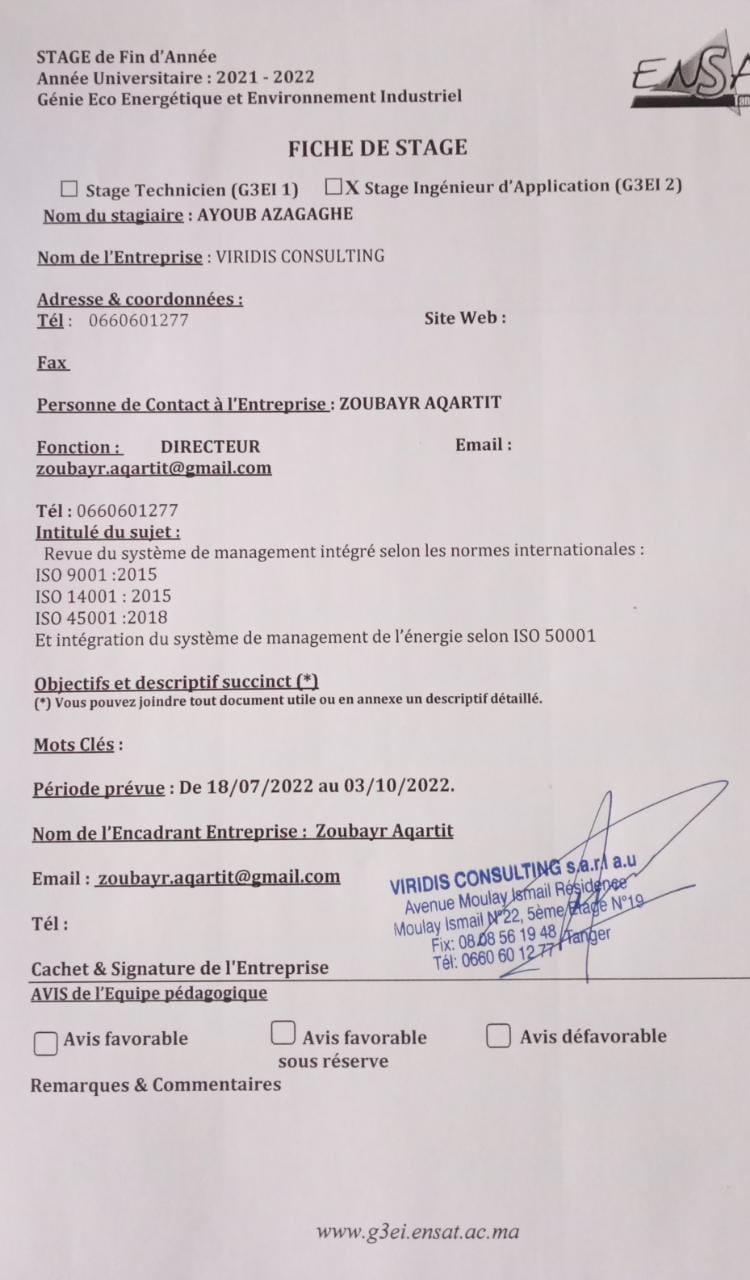 STAGE de Fin d'Année
Année Universitaire : 2021 - 2022
Génie Eco Energétique et Environnement Industriel
ENSA
FICHE DE STAGE
☐ Stage Technicien (G3EI 1) ☐X Stage Ingénieur d'Application (G3EI 2)
Nom du stagiaire : AYOUB AZAGAGHE
Nom de l'Entreprise : VIRIDIS CONSULTING
Adresse & coordonnées :
Tél : 0660601277 Site Web :
Fax
Personne de Contact à l'Entreprise : ZOUBAYR AQARTIT
Fonction : DIRECTEUR Email :
zoubayr.aqartit@gmail.com
Tél : 0660601277
Intitulé du sujet :
Revue du système de management intégré selon les normes internationales :
ISO 9001 :2015
ISO 14001 : 2015
ISO 45001 :2018
Et intégration du système de management de l'énergie selon ISO 50001
Objectifs et descriptif succinct (*)
(*) Vous pouvez joindre tout document utile ou en annexe un descriptif détaillé.
Mots Clés :
Période prévue : De 18/07/2022 au 03/10/2022.
Nom de l'Encadrant Entreprise : Zoubayr Aqartit
Email : zoubayr.aqartit@gmail.com
Tél :
VIRIDIS CONSULTING s.a.r.l a.u
Avenue Moulay Ismail Résidence
Moulay Ismail N°22, 5ème Etage N°19
Fix: 08 08 56 19 48 / Tanger
Tél: 0660 60 12 77
Cachet & Signature de l'Entreprise
AVIS de l'Equipe pédagogique
☐ Avis favorable ☐ Avis favorable ☐ Avis défavorable
sous réserve
Remarques & Commentaires
www.g3ei.ensat.ac.ma